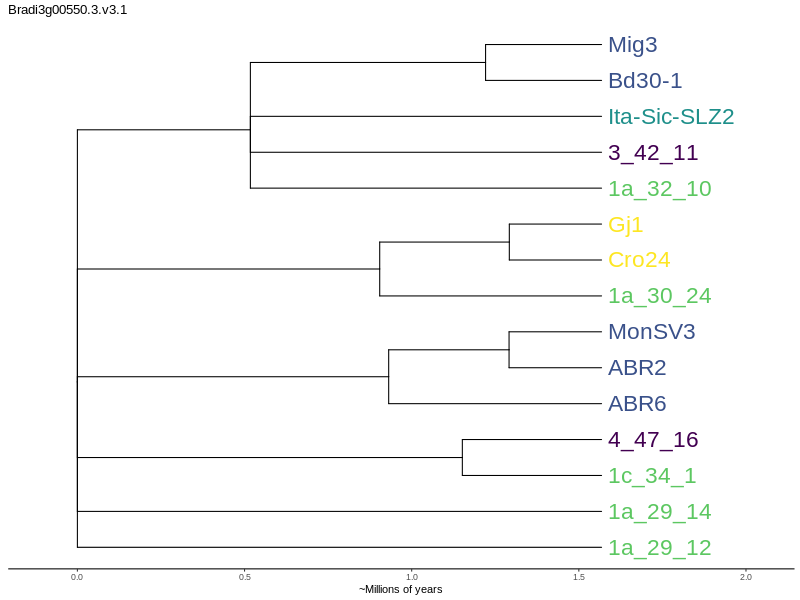 Bradi3g00550.3.v3.1
Mig3
Bd30-1
Ita-Sic-SLZ2
3_42_11
1a_32_10
Gj1
Cro24
1a_30_24
MonSV3
ABR2
ABR6
4_47_16
1c_34_1
1a_29_14
1a_29_12
0.0 0.5 1.0 1.5 2.0
~Millions of years